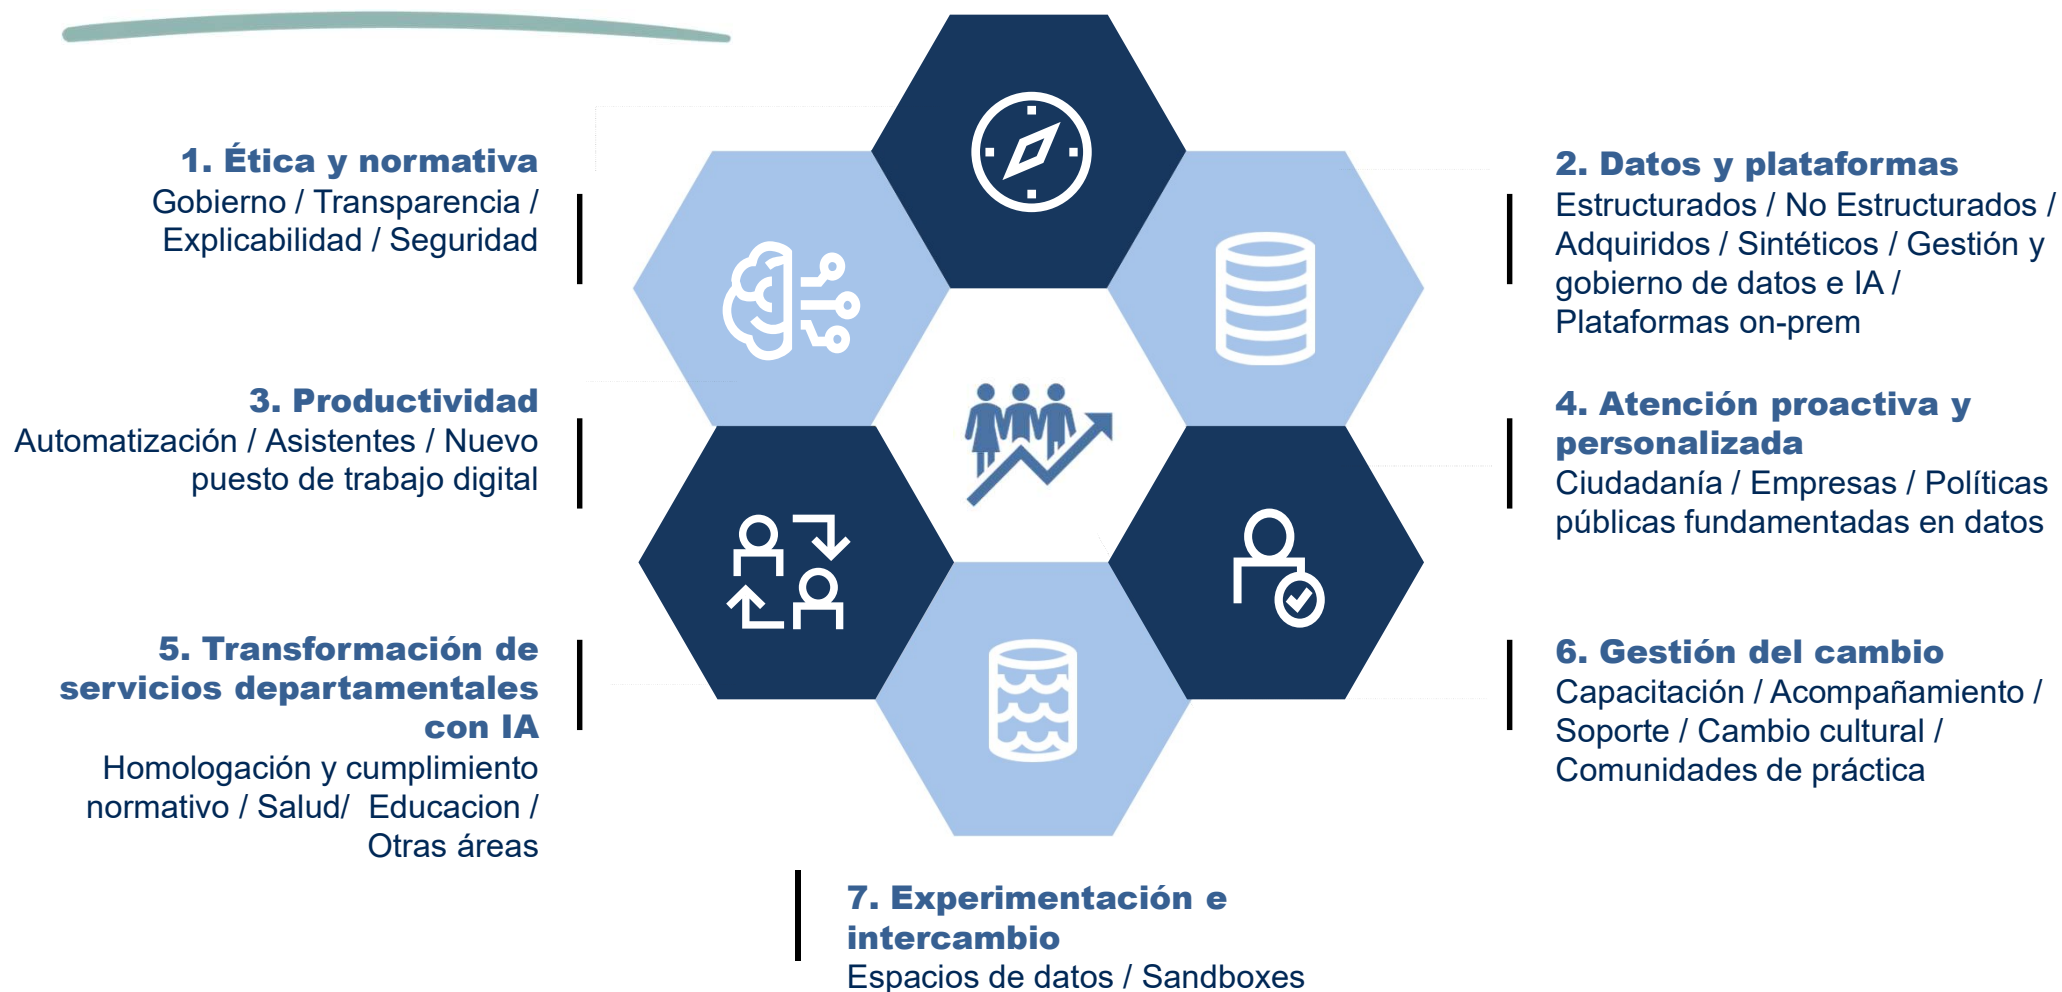 1. Ética y normativa
Gobierno / Transparencia /
Explicabilidad / Seguridad
2. Datos y plataformas
Estructurados / No Estructurados /
Adquiridos / Sintéticos / Gestión y
gobierno de datos e IA /
Plataformas on-prem
3. Productividad
Automatización / Asistentes / Nuevo
puesto de trabajo digital
4. Atención proactiva y
personalizada
Ciudadanía / Empresas / Políticas
públicas fundamentadas en datos
5. Transformación de
servicios departamentales
con IA
Homologación y cumplimiento
normativo / Salud/  Educacion /
Otras áreas
6. Gestión del cambio
Capacitación / Acompañamiento /
Soporte / Cambio cultural /
Comunidades de práctica
7. Experimentación e
intercambio
Espacios de datos / Sandboxes